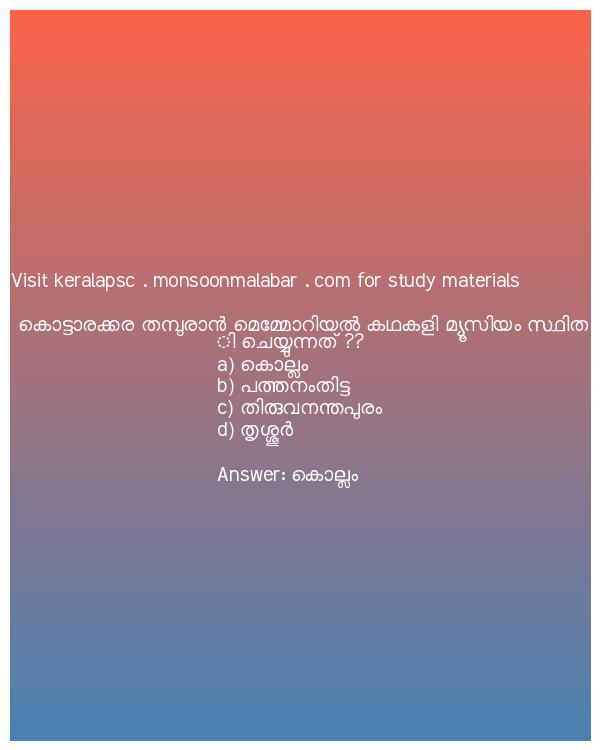 Visit keralapsc . monsoonmalabar . com for study materials
കൊട്ടാരക്കര തമ്പുരാൻ മെമ്മോറിയൽ കഥകളി മ്യൂസിയം സ്ഥിത
ി ചെയ്യുന്നത് ??
a) കൊല്ലം
b) പത്തനംതിട്ട
c) തിരുവനന്തപുരം
d) തൃശ്ശൂർ
Answer: കൊല്ലം